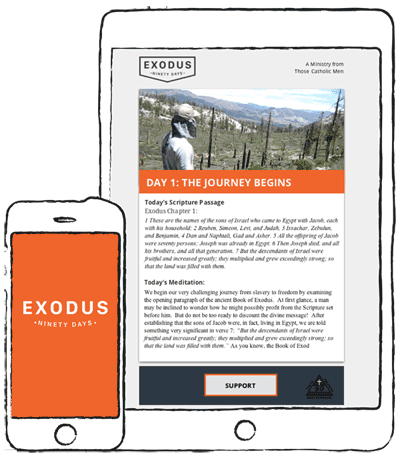 EXODUS
NINETY DAYS
A Ministry from
Those Catholic Men
DAY 1: THE JOURNEY BEGINS
Today's Scripture Passage
Exodus Chapter 1:
1 These are the names of the sons of Israel who came to Egypt with Jacob, each
with his household: 2 Reuben, Simeon, Levi, and Judah, 3 Issachar, Zebulun,
and Benjamin, 4 Dan and Naphtali, Gad and Asher. 5 All the offspring of Jacob
were seventy persons; Joseph was already in Egypt. 6 Then Joseph died, and all
his brothers, and all that generation. 7 But the descendants of Israel were
fruitful and increased greatly; they multiplied and grew exceedingly strong; so
that the land was filled with them.
Today's Meditation:
We begin our very challenging journey from slavery to freedom by examining
the opening paragraph of the ancient Book of Exodus. At first glance, a man
may be inclined to wonder how he might possibly profit from the Scripture set
before him. But do not be too ready to discount the divine message! After
establishing that the sons of Jacob were, in fact, living in Egypt, we are told
something very significant in verse 7: "But the descendants of Israel were
fruitful and increased greatly; they multiplied and grew exceedingly strong; so
that the land was filled with them." As you know, the Book of Exod
SUPPORT
EXODUS
•NINETY DAYS•